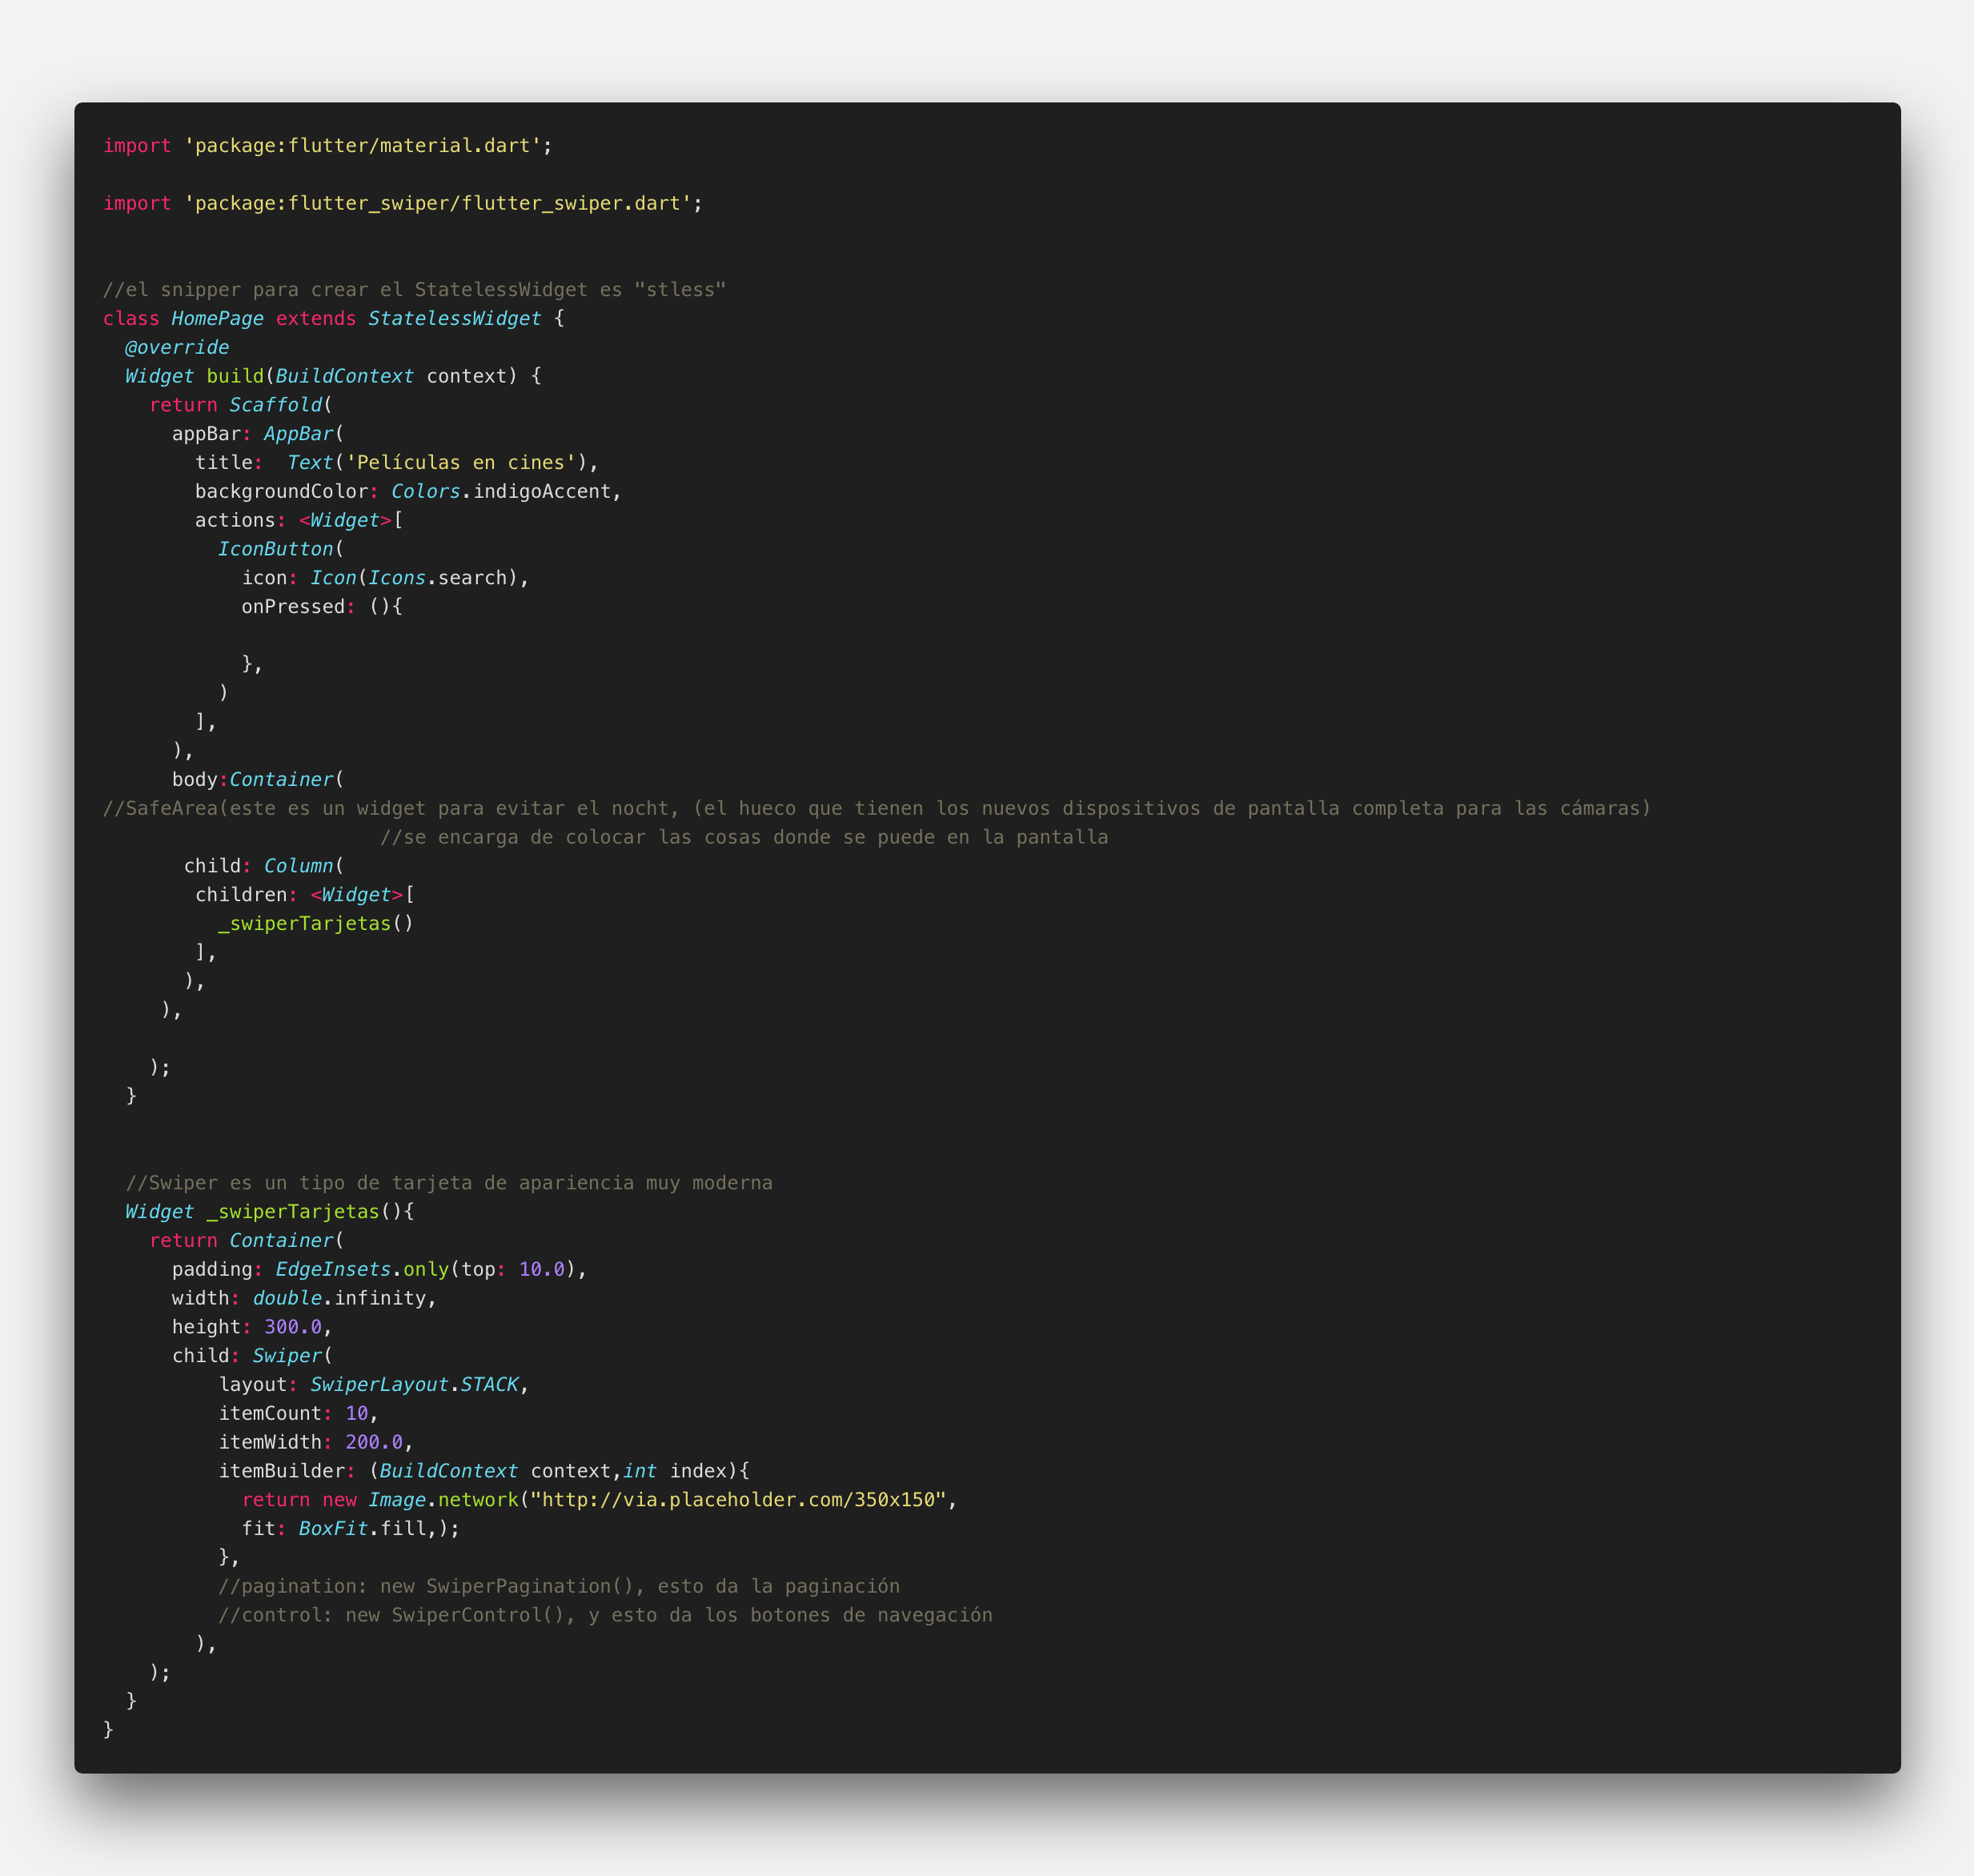 import 'package:flutter/material.dart';
import 'package:flutter_swiper/flutter_swiper.dart';
//el snipper para crear el StatelessWidget es "stless"
class HomePage extends StatelessWidget {
  @override
  Widget build(BuildContext context) {
    return Scaffold(
      appBar: AppBar(
        title:  Text('Películas en cines'),
        backgroundColor: Colors.indigoAccent,
        actions: <Widget>[
          IconButton(
            icon: Icon(Icons.search),
            onPressed: (){
            },
          )
        ],
      ),
      body:Container(
//SafeArea(este es un widget para evitar el nocht, (el hueco que tienen los nuevos dispositivos de pantalla completa para las cámaras)
                        //se encarga de colocar las cosas donde se puede en la pantalla
       child: Column(
        children: <Widget>[
          _swiperTarjetas()
        ],
       ),
     ),
    );
  }
  //Swiper es un tipo de tarjeta de apariencia muy moderna
  Widget _swiperTarjetas(){
    return Container(
      padding: EdgeInsets.only(top: 10.0),
      width: double.infinity,
      height: 300.0,
      child: Swiper(
          layout: SwiperLayout.STACK,
          itemCount: 10,
          itemWidth: 200.0,
          itemBuilder: (BuildContext context,int index){
            return new Image.network("http://via.placeholder.com/350x150",
            fit: BoxFit.fill,);
          },
          //pagination: new SwiperPagination(), esto da la paginación
          //control: new SwiperControl(), y esto da los botones de navegación
        ),
    );
  }
}